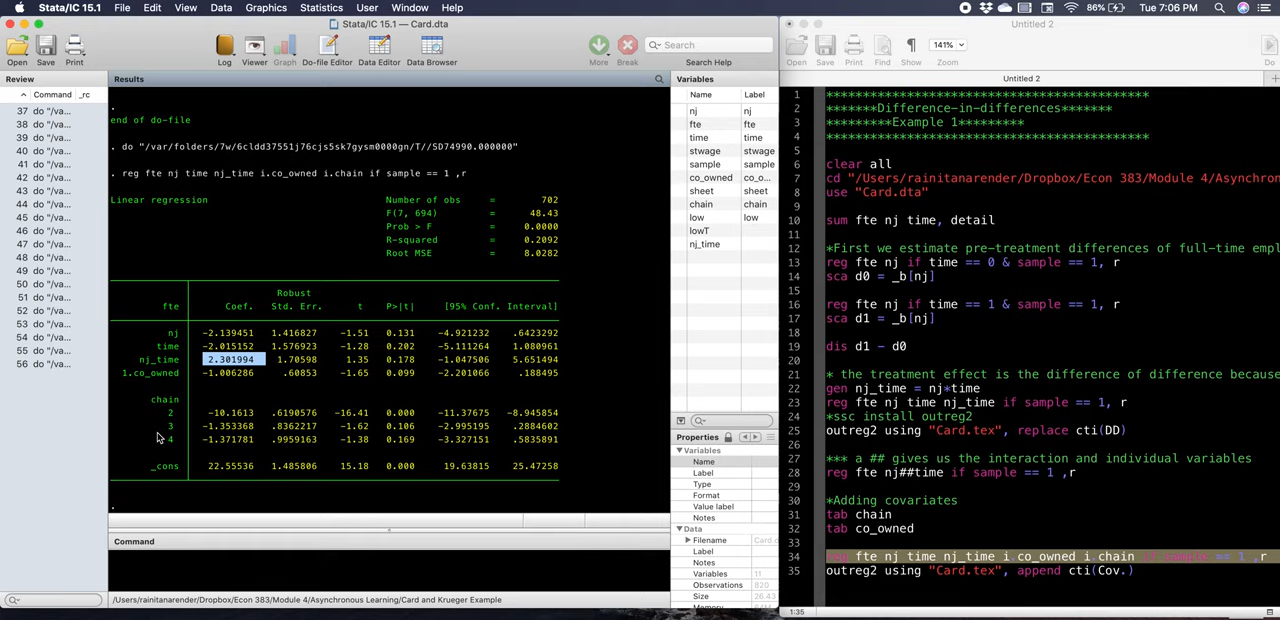 Stata/IC 15.1 File Edit View Data Graphics Statistics User Window Help 86% Tue 7:06 PM
Stata/IC 15.1 — Card.dta
Open Save Print Log Viewer Graph Do-file Editor Data Editor Data Browser More Break Search Help
Search
Review
Command _rc
37 do "/va...
38 do "/va...
39 do "/va...
40 do "/va...
41 do "/va...
42 do "/va...
43 do "/va...
44 do "/va...
45 do "/va...
46 do "/va...
47 do "/va...
48 do "/va...
49 do "/va...
50 do "/va...
51 do "/va...
52 do "/va...
53 do "/va...
54 do "/va...
55 do "/va...
56 do "/va...
Results
.
end of do-file
. do "/var/folders/7w/6cldd37551j76cjs5sk7gysm0000gn/T//SD74990.000000"
. reg fte nj time nj_time i.co_owned i.chain if sample == 1 ,r
Linear regression Number of obs = 702
F(7, 694) = 48.43
Prob > F = 0.0000
R-squared = 0.2092
Root MSE = 8.0282
Robust
fte Coef. Std. Err. t P>|t| [95% Conf. Interval]
nj -2.139451 1.416827 -1.51 0.131 -4.921232 .6423292
time -2.015152 1.576923 -1.28 0.202 -5.111264 1.080961
nj_time 2.301994 1.70598 1.35 0.178 -1.047506 5.651494
1.co_owned -1.006286 .60853 -1.65 0.099 -2.201066 .188495
chain
2 -10.1613 .6190576 -16.41 0.000 -11.37675 -8.945854
3 -1.353368 .8362232 -1.62 0.106 -2.995195 .2884602
4 -1.371781 .9959163 -1.38 0.169 -3.327151 .5835891
_cons 22.55536 1.485806 15.18 0.000 19.63815 25.47258
.
Command
/Users/rainitanarender/Dropbox/Econ 383/Module 4/Asynchronous Learning/Card and Krueger Example
Variables
Name Label
nj nj
fte fte
time time
stwage stwage
sample sample
co_owned co_o...
sheet sheet
chain chain
low low
lowT
nj_time
Properties
Variables
Name
Label
Type
Format
Value label
Notes
Data
Filename Card.d
Label
Notes
Variables 11
Observations 820
Size 26.43
Untitled 2
Open Save Print Find Show Zoom Do
141%
Untitled 2
1 **********************************************
2 *******Difference-in-differences*******
3 *********Example 1*********
4 **********************************************
5
6 clear all
7 cd "/Users/rainitanarender/Dropbox/Econ 383/Module 4/Asynchron
8 use "Card.dta"
9
10 sum fte nj time, detail
11
12 *First we estimate pre-treatment differences of full-time empl
13 reg fte nj if time == 0 & sample == 1, r
14 sca d0 = _b[nj]
15
16 reg fte nj if time == 1 & sample == 1, r
17 sca d1 = _b[nj]
18
19 dis d1 - d0
20
21 * the treatment effect is the difference of difference because
22 gen nj_time = nj*time
23 reg fte nj time nj_time if sample == 1, r
24 *ssc install outreg2
25 outreg2 using "Card.tex", replace cti(DD)
26
27 *** a ## gives us the interaction and individual variables
28 reg fte nj##time if sample == 1 ,r
29
30 *Adding covariates
31 tab chain
32 tab co_owned
33
34 reg fte nj time nj_time i.co_owned i.chain if sample == 1 ,r
35 outreg2 using "Card.tex", append cti(Cov.)
1:35